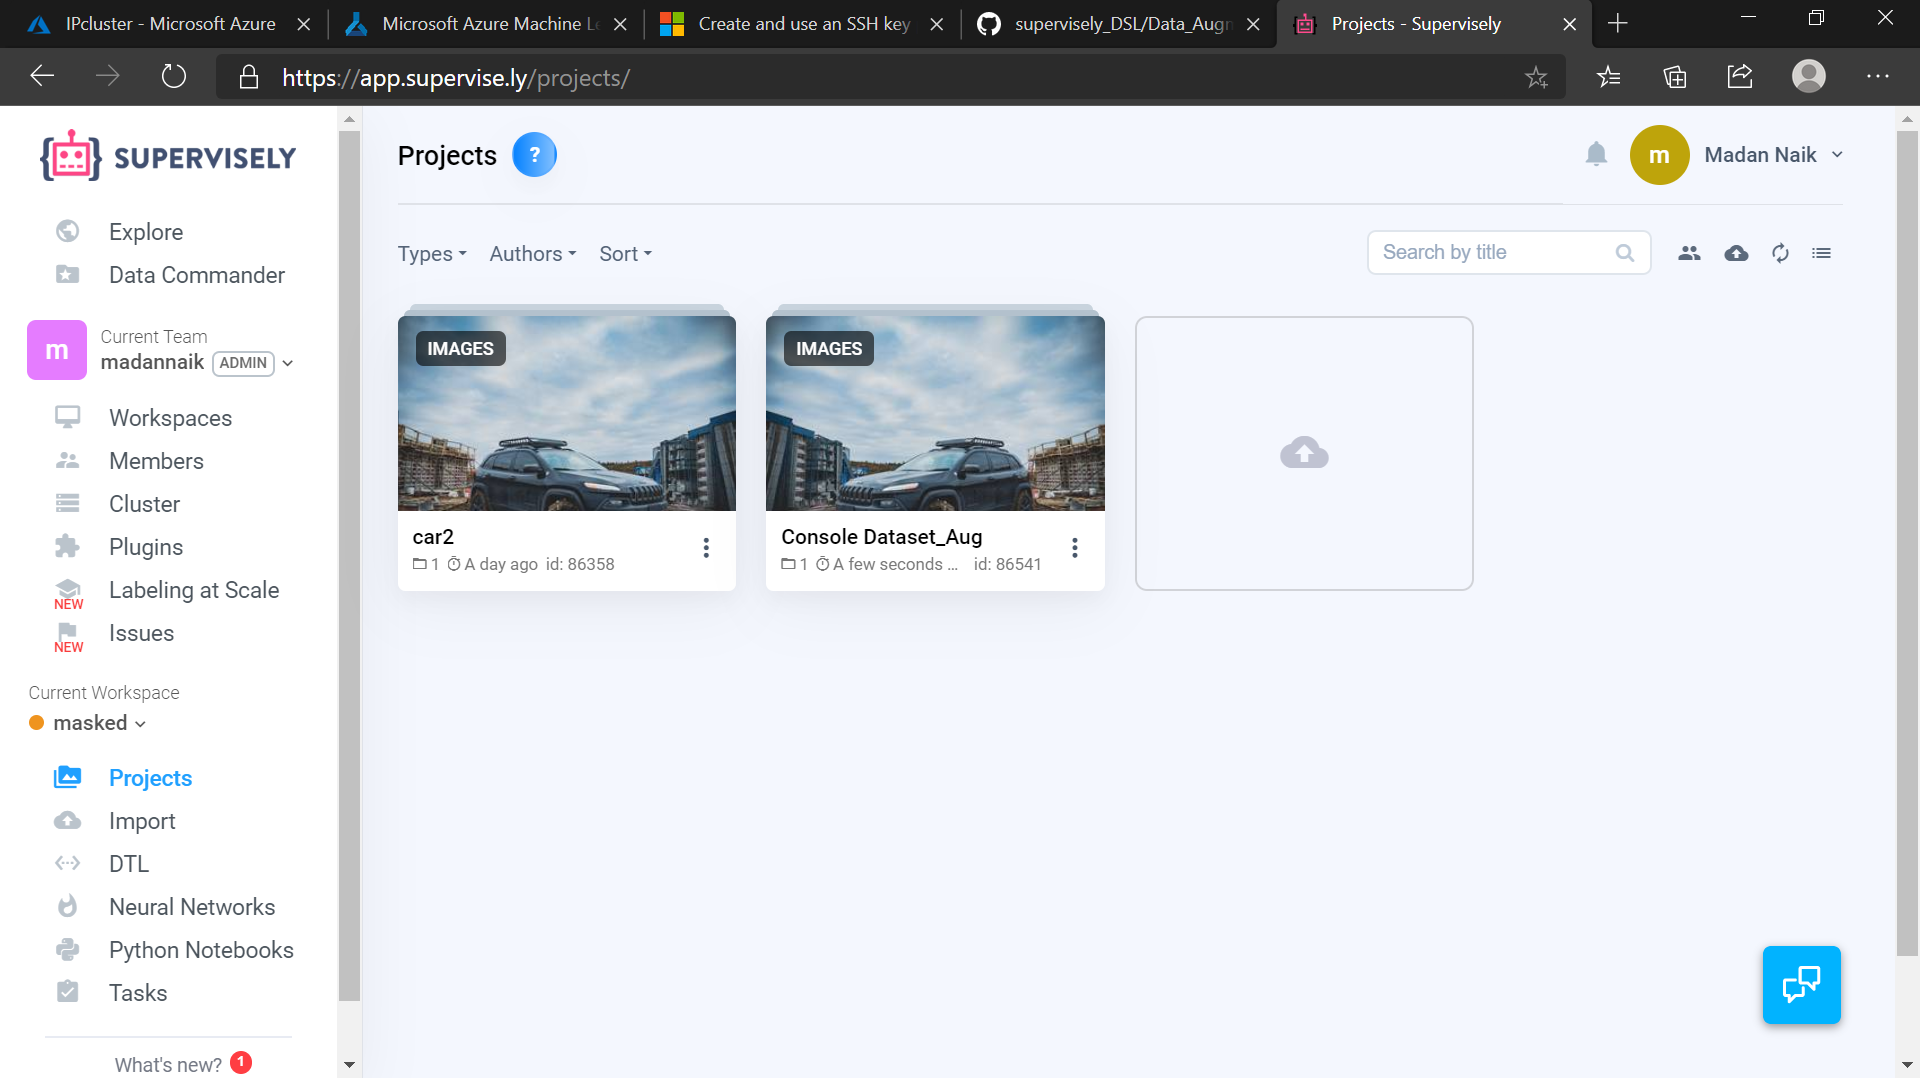 IPcluster - Microsoft Azure
Microsoft Azure Machine Le
Create and use an SSH key
supervisely_DSL/Data_Augm
Projects - Supervisely
https://app.supervise.ly/projects/
SUPERVISELY
Explore
Data Commander
m
Current Team
madannaik ADMIN
Workspaces
Members
Cluster
Plugins
Labeling at Scale
NEW
Issues
NEW
Current Workspace
masked
Projects
Import
DTL
Neural Networks
Python Notebooks
Tasks
What's new? 1
Projects ?
m Madan Naik
Types Authors Sort
Search by title
IMAGES
car2
1 A day ago id: 86358
IMAGES
Console Dataset_Aug
1 A few seconds ... id: 86541